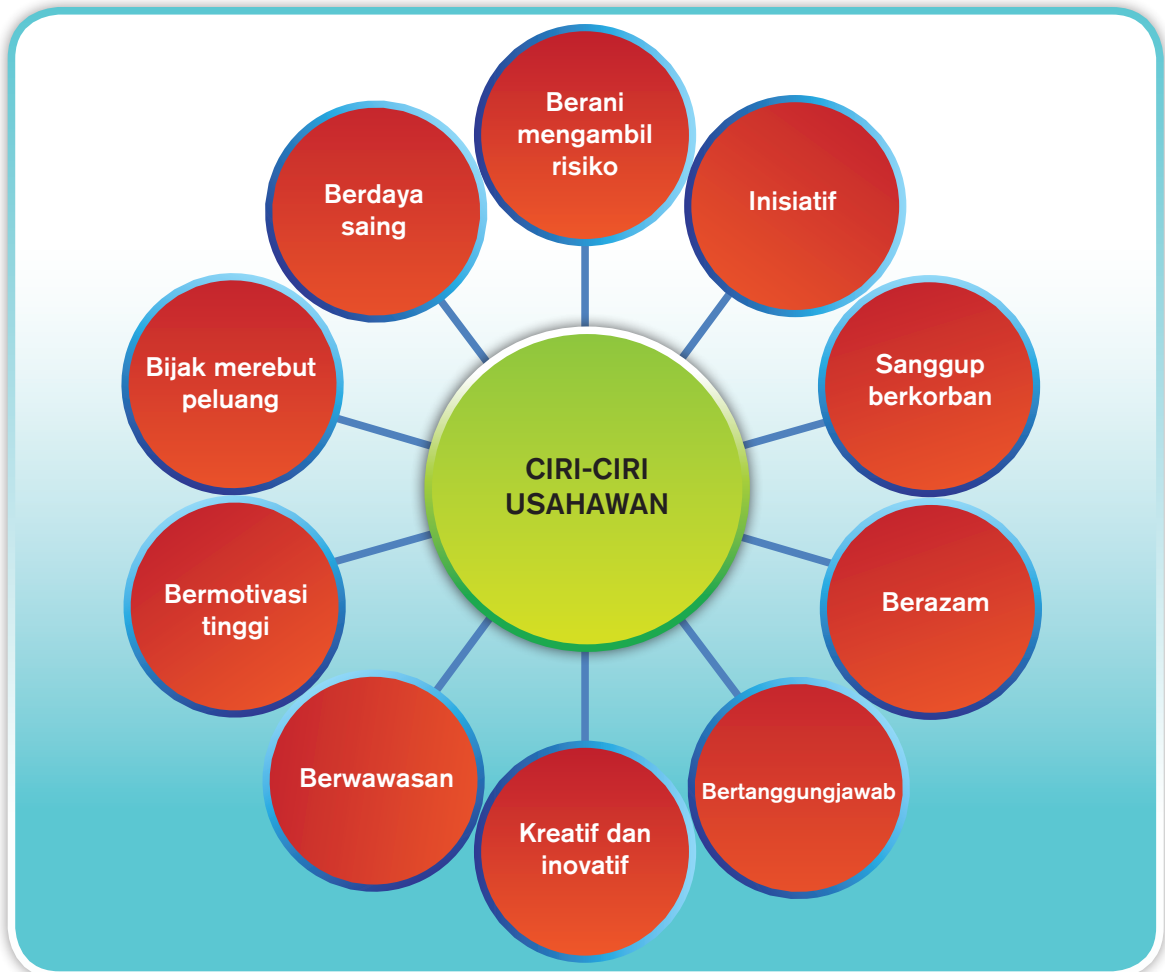 CIRI-CIRI
USAHAWAN
Berani
mengambil
risiko
Inisiatif
Sanggup
berkorban
Berazam
Bertanggungjawab
Kreatif dan
inovatif
Berwawasan
Bermotivasi
tinggi
Bijak merebut
peluang
Berdaya
saing